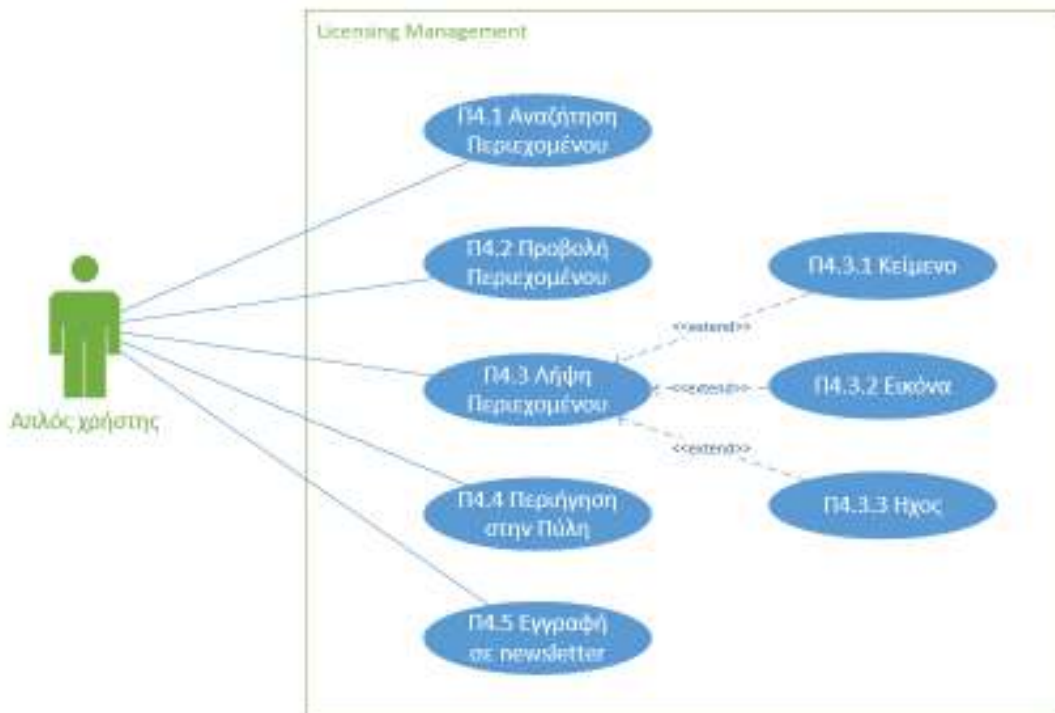 Licensing Management
Π4.1 Αναζήτηση
Περιεχομένου
Π4.2 Προβολή
Περιεχομένου
Π4.3.1 Κείμενο
<<extend>>
Π4.3 Λήψη
Περιεχομένου
<<extend>>
Π4.3.2 Εικόνα
Απλός χρήστης
<<extend>>
Π4.4 Περιήγηση
στην Πύλη
Π4.3.3 Ηχος
Π4.5 Εγγραφή
σε newsletter